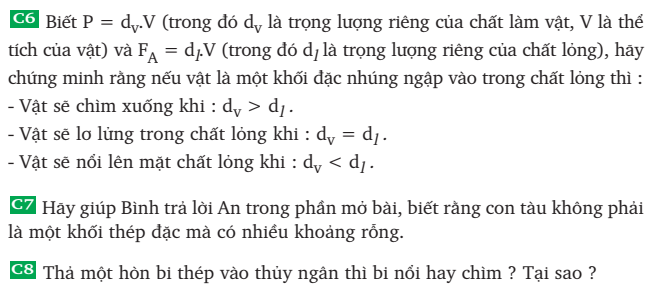 C6 Biết P = dᵥ.V (trong đó dᵥ là trọng lượng riêng của chất làm vật, V là thể
tích của vật) và F_A = d_l.V (trong đó d_l là trọng lượng riêng của chất lỏng), hãy
chứng minh rằng nếu vật là một khối đặc nhúng ngập vào trong chất lỏng thì :
- Vật sẽ chìm xuống khi : dᵥ > d_l.
- Vật sẽ lơ lửng trong chất lỏng khi : dᵥ = d_l.
- Vật sẽ nổi lên mặt chất lỏng khi : dᵥ < d_l.
C7 Hãy giúp Bình trả lời An trong phần mở bài, biết rằng con tàu không phải
là một khối thép đặc mà có nhiều khoảng rỗng.
C8 Thả một hòn bi thép vào thủy ngân thì bi nổi hay chìm ? Tại sao ?